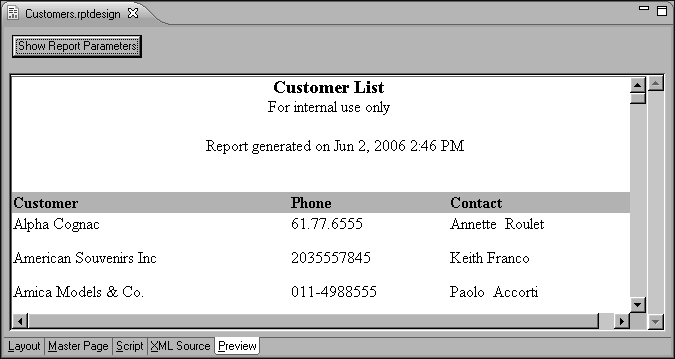 Customers.rptdesign
Show Report Parameters
Customer List
For internal use only
Report generated on Jun 2, 2006 2:46 PM
Customer Phone Contact
Alpha Cognac 61.77.6555 Annette Roulet
American Souvenirs Inc 2035557845 Keith Franco
Amica Models & Co. 011-4988555 Paolo Accorti
Layout Master Page Script XML Source Preview